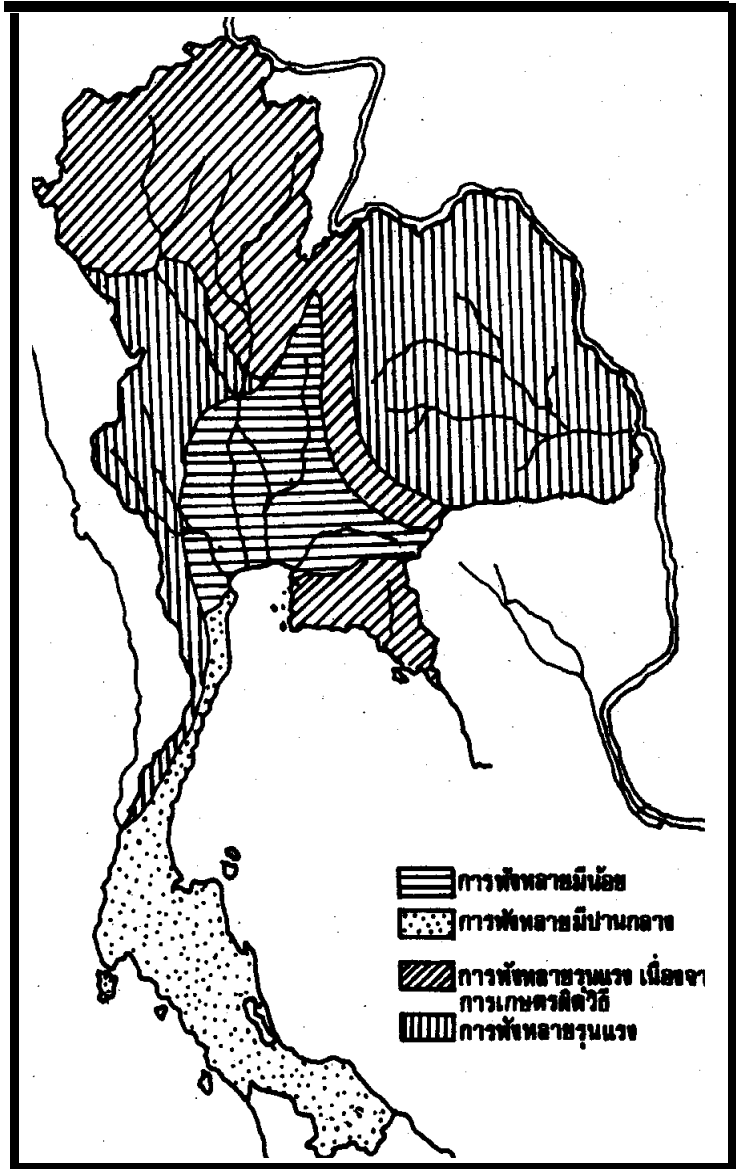 การพังทลายมีน้อย
การพังทลายมีปานกลาง
การพังทลายรุนแรง เนื่องจา
การเกษตรผิดวิธี
การพังทลายรุนแรง